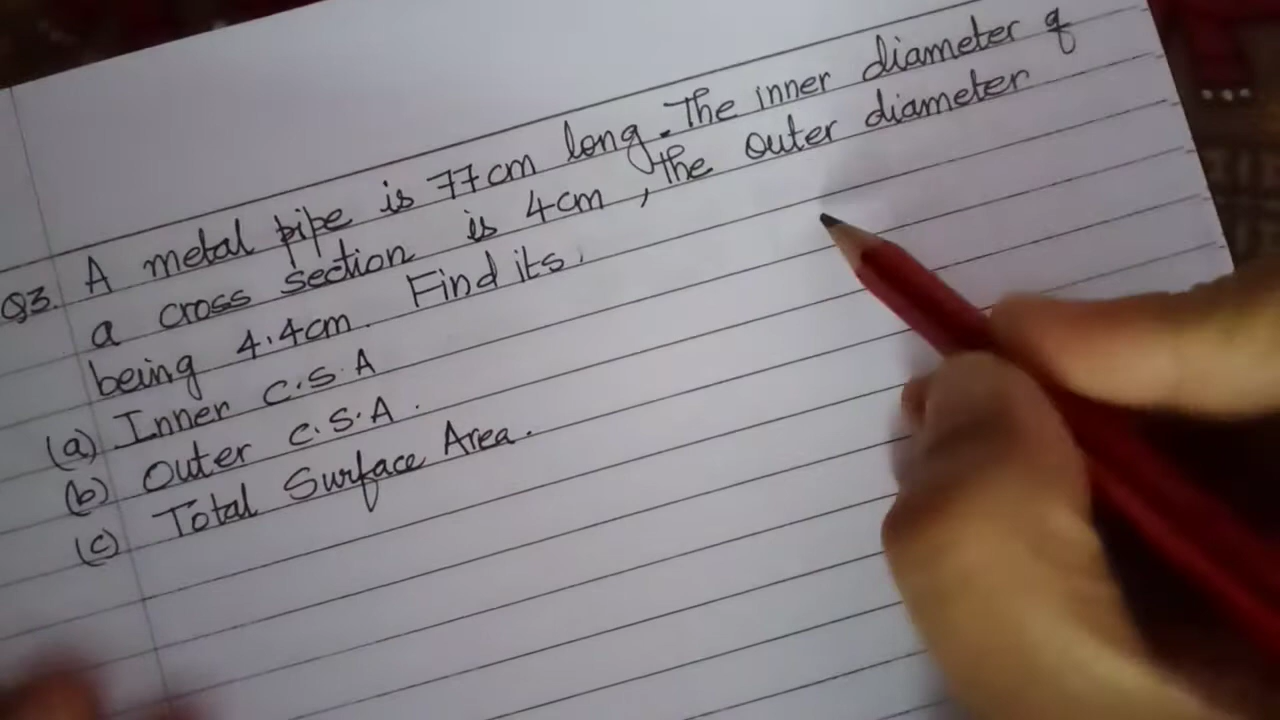 Q3. A metal pipe is 77cm long. The inner diameter of
a cross section is 4cm, the outer diameter
being 4.4cm. Find its.
(a) Inner C.S.A
(b) Outer C.S.A.
(c) Total Surface Area.